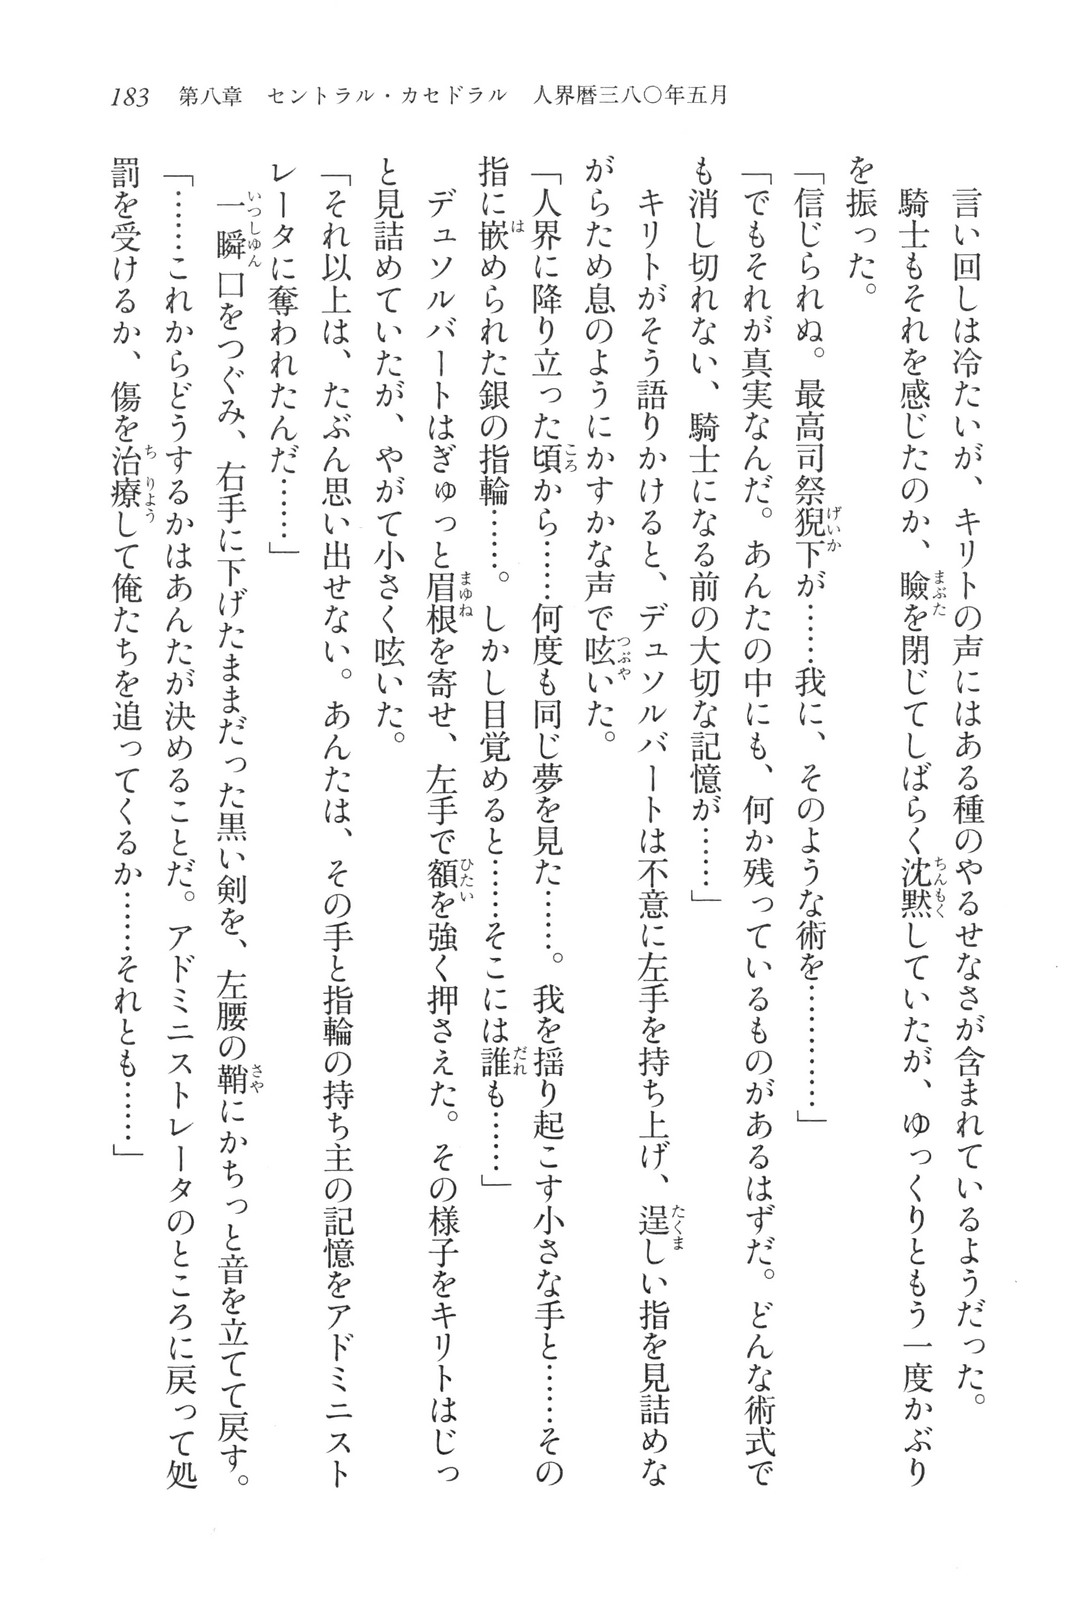 183　第八章　セントラル・カセドラル　人界暦三八〇年五月
　言い回しは冷たいが、キリトの声にはある種のやるせなさが含まれているようだった。
　騎士もそれを感じたのか、瞼を閉じてしばらく沈黙していたが、ゆっくりともう一度かぶり
を振った。
「信じられぬ。最高司祭猊下が……我に、そのような術を…………」
「でもそれが真実なんだ。あんたの中にも、何か残っているものがあるはずだ。どんな術式で
も消し切れない、騎士になる前の大切な記憶が……」
　キリトがそう語りかけると、デュソルバートは不意に左手を持ち上げ、逞しい指を見詰めな
がらため息のようにかすかな声で呟いた。
「人界に降り立った頃から……何度も同じ夢を見た……。我を揺り起こす小さな手と……その
指に嵌められた銀の指輪……。しかし目覚めると……そこには誰も……」
　デュソルバートはぎゅっと眉根を寄せ、左手で額を強く押さえた。その様子をキリトはじっ
と見詰めていたが、やがて小さく呟いた。
「それ以上は、たぶん思い出せない。あんたは、その手と指輪の持ち主の記憶をアドミニスト
レータに奪われたんだ……」
　一瞬口をつぐみ、右手に下げたままだった黒い剣を、左腰の鞘にかちっと音を立てて戻す。
「……これからどうするかはあんたが決めることだ。アドミニストレータのところに戻って処
罰を受けるか、傷を治療して俺たちを追ってくるか……それとも……」